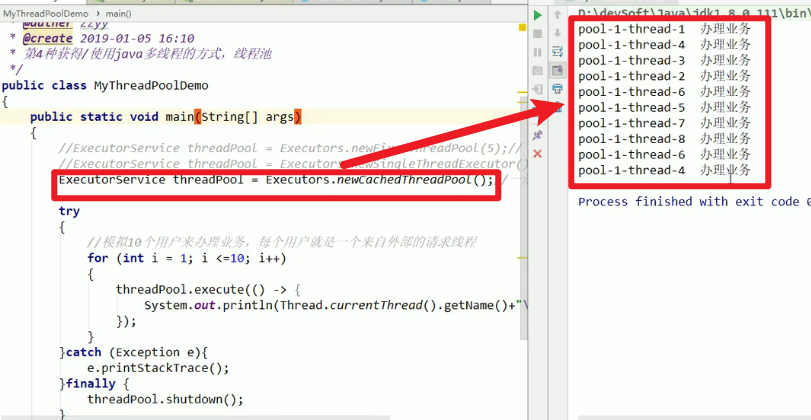 MyThreadPoolDemo > main()
* @auther zzyy
* @create 2019-01-05 16:10
* 第4种获得/使用java多线程的方式，线程池
*/
public class MyThreadPoolDemo
{
public static void main(String[] args)
{
//ExecutorService threadPool = Executors.newFixedThreadPool(5);//
//ExecutorService threadPool = Executors.newSingleThreadExecutor()
ExecutorService threadPool = Executors.newCachedThreadPool();//一
try
{
//模拟10个用户来办理业务，每个用户就是一个来自外部的请求线程
for (int i = 1; i <=10; i++)
{
threadPool.execute(() -> {
System.out.println(Thread.currentThread().getName()+"\
});
}
}catch (Exception e){
e.printStackTrace();
}finally {
threadPool.shutdown();
}
D:\devSoft\Java\jdk1.8.0_111\bin\
pool-1-thread-1 办理业务
pool-1-thread-4 办理业务
pool-1-thread-3 办理业务
pool-1-thread-2 办理业务
pool-1-thread-6 办理业务
pool-1-thread-5 办理业务
pool-1-thread-7 办理业务
pool-1-thread-8 办理业务
pool-1-thread-6 办理业务
pool-1-thread-4 办理业务
Process finished with exit code 0